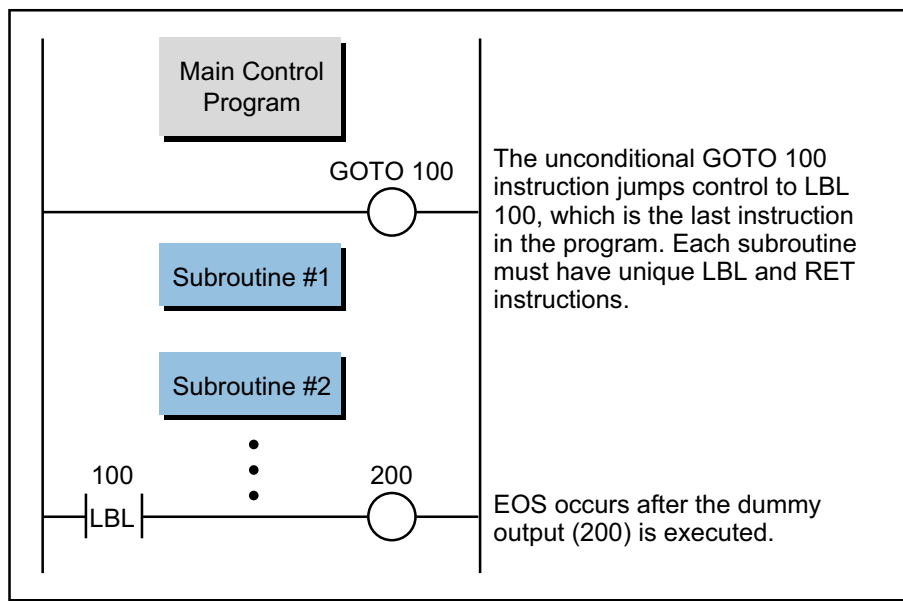 Main Control
Program
GOTO 100
The unconditional GOTO 100
instruction jumps control to LBL
100, which is the last instruction
in the program. Each subroutine
must have unique LBL and RET
instructions.
Subroutine #1
Subroutine #2
100
200
LBL
EOS occurs after the dummy
output (200) is executed.